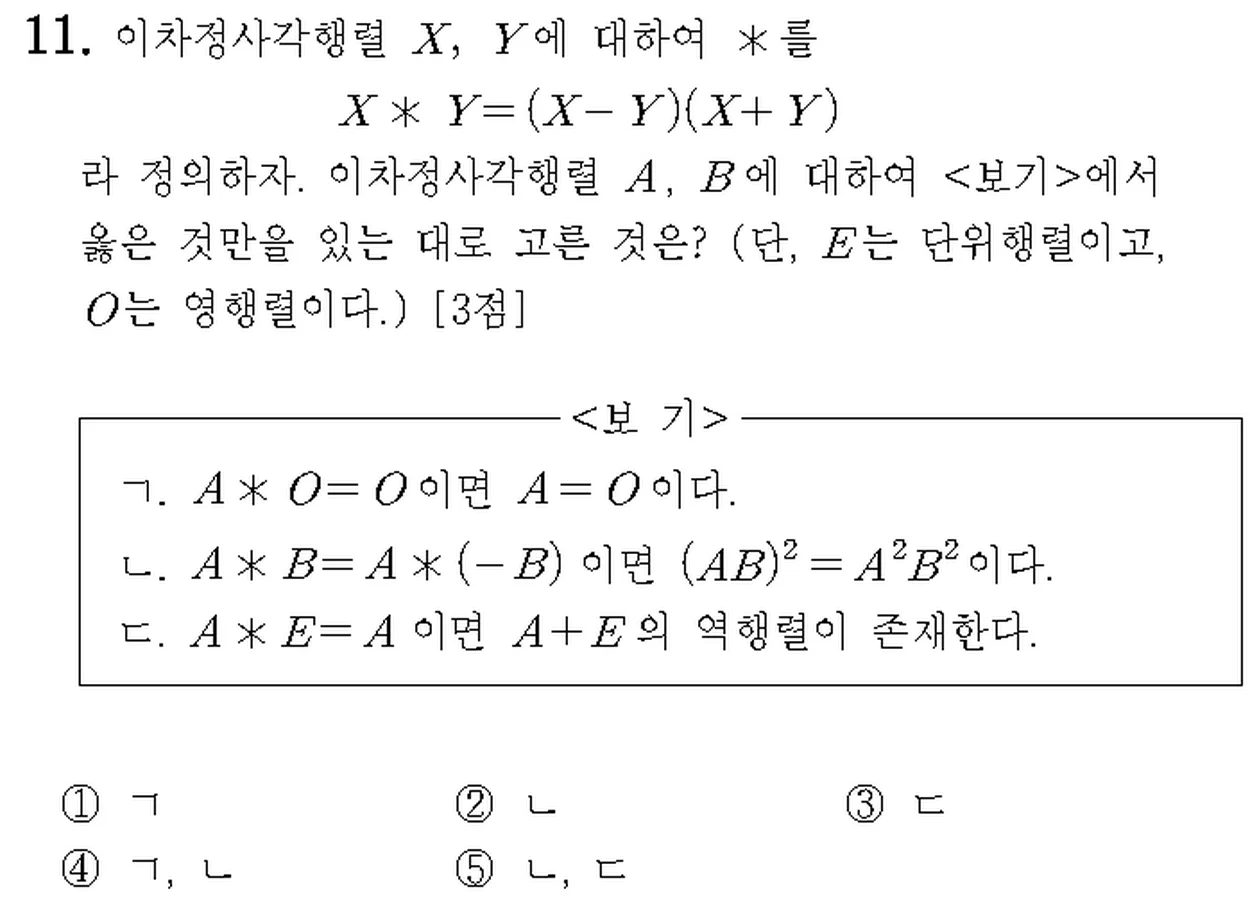 11. 이차정사각행렬 X, Y에 대하여 ∗를
X ∗ Y=(X− Y)(X+ Y)
라 정의하자. 이차정사각행렬 A, B에 대하여 <보기>에서
옳은 것만을 있는 대로 고른 것은? (단, E는 단위행렬이고,
O는 영행렬이다.) [3점]
<보 기>
ㄱ. A ∗ O= O이면 A= O이다.
ㄴ. A ∗ B= A ∗ (− B) 이면 (AB)² = A²B²이다.
ㄷ. A ∗ E= A 이면 A+E의 역행렬이 존재한다.
① ㄱ ② ㄴ ③ ㄷ
④ ㄱ, ㄴ ⑤ ㄴ, ㄷ